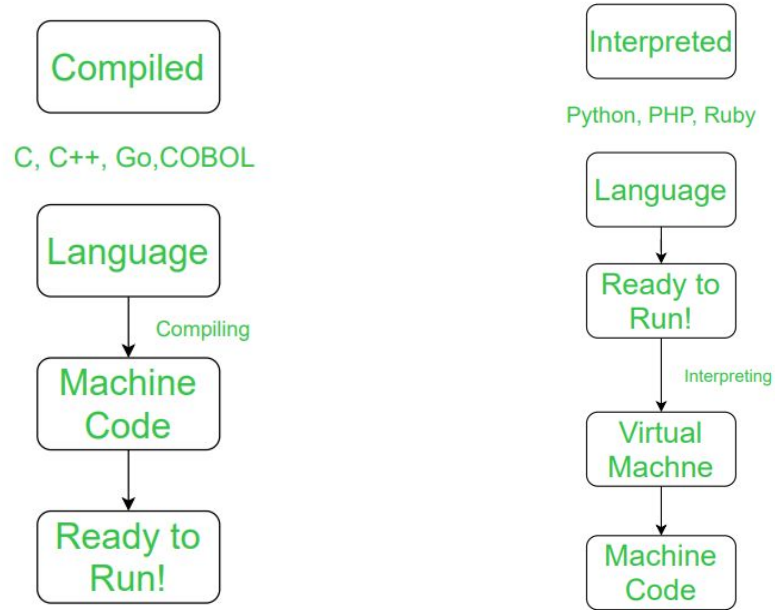 Compiled
C, C++, Go,COBOL
Language
Compiling
Machine
Code
Ready to
Run!
Interpreted
Python, PHP, Ruby
Language
Ready to
Run!
Interpreting
Virtual
Machne
Machine
Code